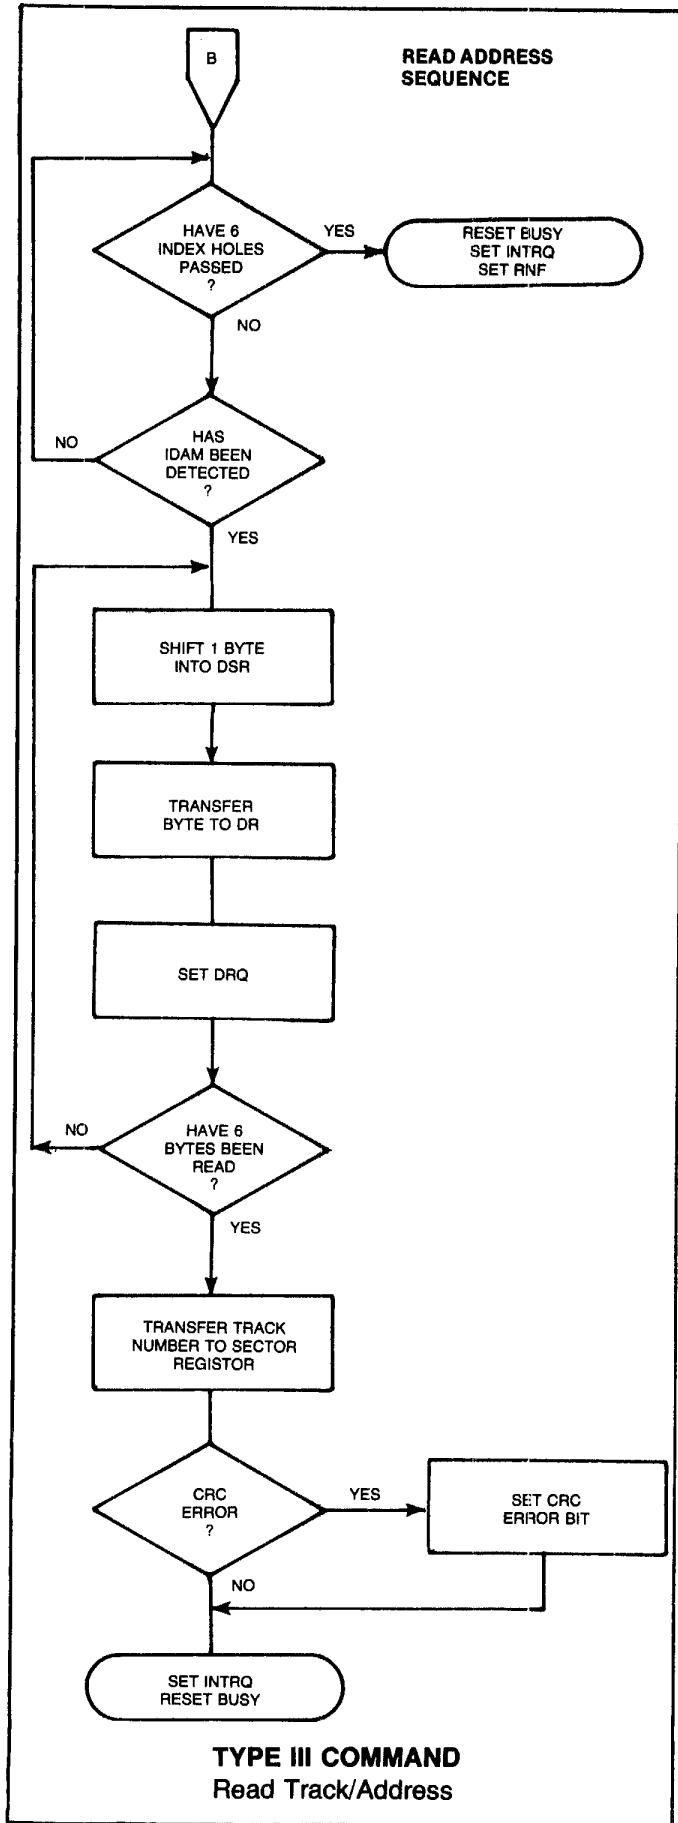 B
READ ADDRESS
SEQUENCE
HAVE 6
INDEX HOLES
PASSED
?
YES
RESET BUSY
SET INTRQ
SET RNF
NO
HAS
IDAM BEEN
DETECTED
?
NO
YES
SHIFT 1 BYTE
INTO DSR
TRANSFER
BYTE TO DR
SET DRQ
HAVE 6
BYTES BEEN
READ
?
NO
YES
TRANSFER TRACK
NUMBER TO SECTOR
REGISTOR
CRC
ERROR
?
YES
SET CRC
ERROR BIT
NO
SET INTRQ
RESET BUSY
TYPE III COMMAND
Read Track/Address